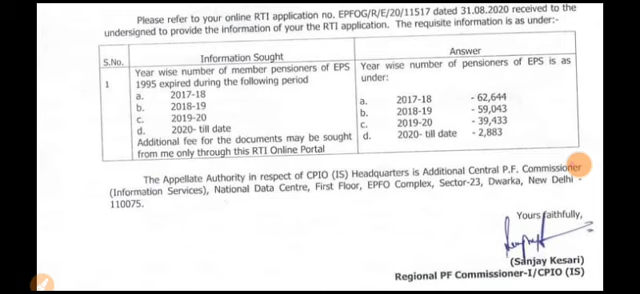 Please refer to your online RTI application no. EPFOG/R/E/20/11517 dated 31.08.2020 received to the
undersigned to provide the information of your the RTI application. The requisite information is as under:-
S.No.
Information Sought
Answer
1
Year wise number of member pensioners of EPS
1995 expired during the following period
a. 2017-18
b. 2018-19
c. 2019-20
d. 2020- till date
Additional fee for the documents may be sought
from me only through this RTI Online Portal
Year wise number of pensioners of EPS is as
under:
a. 2017-18 - 62,644
b. 2018-19 - 59,043
c. 2019-20 - 39,433
d. 2020- till date - 2,883
The Appellate Authority in respect of CPIO (IS) Headquarters is Additional Central P.F. Commissioner
(Information Services), National Data Centre, First Floor, EPFO Complex, Sector-23, Dwarka, New Delhi -
110075.
Yours faithfully,
(Sanjay Kesari)
Regional PF Commissioner-I/CPIO (IS)